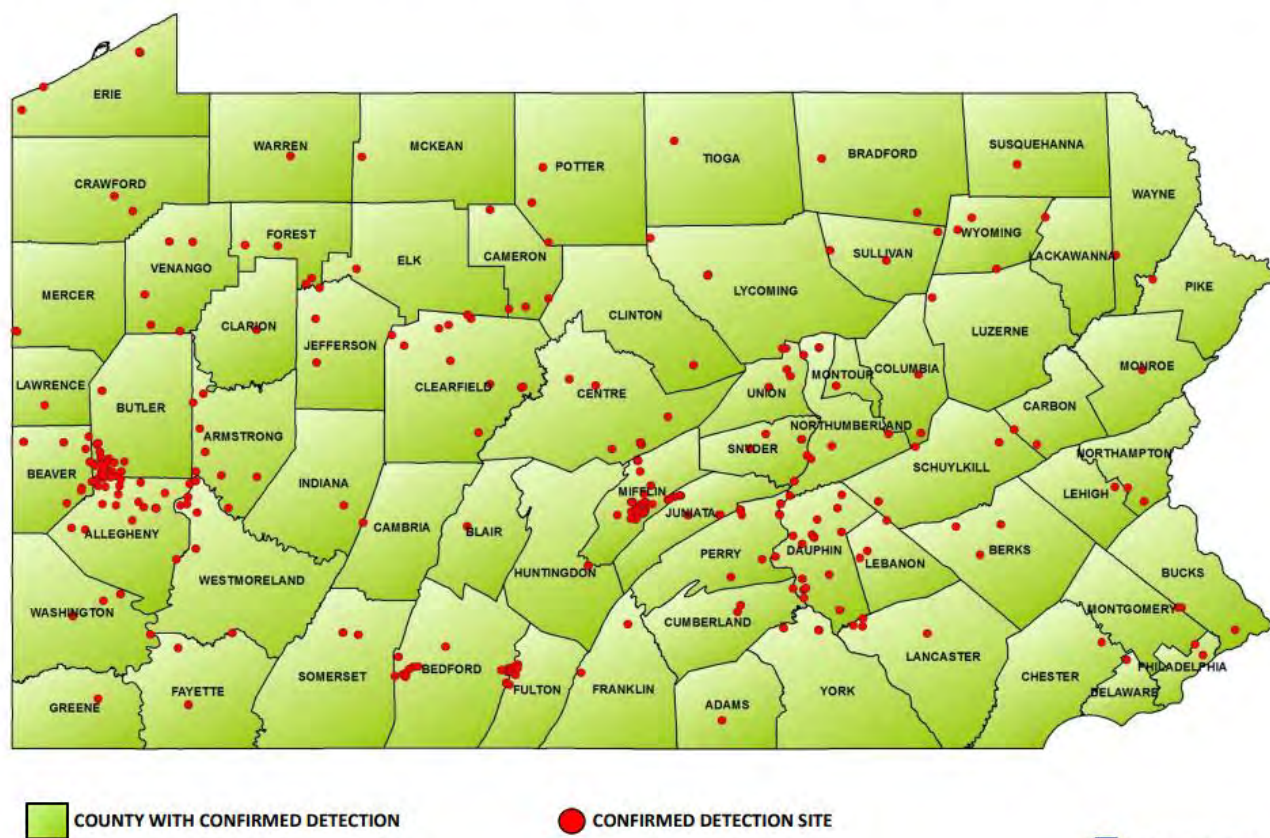 ERIE
WARREN
MCKEAN
POTTER
TIOGA
BRADFORD
SUSQUEHANNA
WAYNE
CRAWFORD
FOREST
ELK
CAMERON
VENANGO
SULLIVAN
WYOMING
LACKAWANNA
PIKE
MERCER
CLARION
JEFFERSON
CLINTON
LYCOMING
LUZERNE
LAWRENCE
BUTLER
CLEARFIELD
CENTRE
UNION
MONTOUR
COLUMBIA
MONROE
CARBON
BEAVER
ARMSTRONG
SNYDER
NORTHUMBERLAND
SCHUYLKILL
NORTHAMPTON
LEHIGH
INDIANA
CAMBRIA
BLAIR
MIFFLIN
JUNIATA
ALLEGHENY
WESTMORELAND
HUNTINGDON
PERRY
DAUPHIN
LEBANON
BERKS
BUCKS
WASHINGTON
CUMBERLAND
MONTGOMERY
LANCASTER
GREENE
FAYETTE
SOMERSET
BEDFORD
FULTON
FRANKLIN
ADAMS
YORK
CHESTER
DELAWARE
PHILADELPHIA
COUNTY WITH CONFIRMED DETECTION
CONFIRMED DETECTION SITE